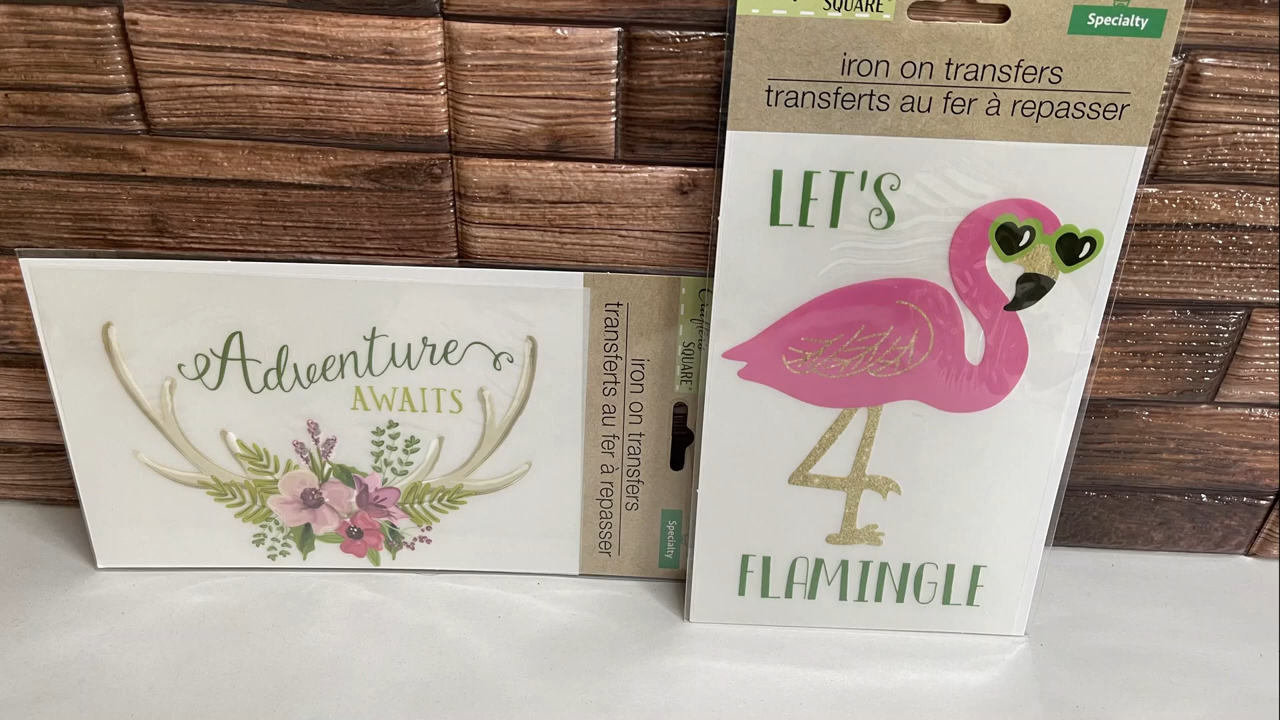 Adventure
AWAITS
iron on transfers
transferts au fer à repasser
Crafter's
SQUARE
Specialty
SQUARE®
Specialty
iron on transfers
transferts au fer à repasser
LET'S
FLAMINGLE